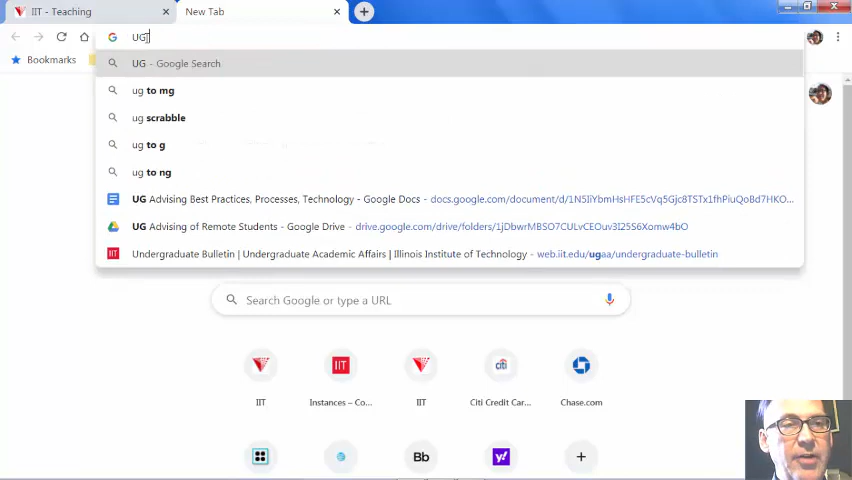 IIT - Teaching
New Tab
UG
Bookmarks
UG - Google Search
ug to mg
ug scrabble
ug to g
ug to ng
UG Advising Best Practices, Processes, Technology - Google Docs - docs.google.com/document/d/1N5IiYbmHsHFE5cVq5Gjc8TSTx1fhPiuQoBd7HKO...
UG Advising of Remote Students - Google Drive - drive.google.com/drive/folders/1jDbwrMBSO7CULvCEOuv3I25S6Xomw4bO
IIT
Undergraduate Bulletin | Undergraduate Academic Affairs | Illinois Institute of Technology - web.iit.edu/ugaa/undergraduate-bulletin
Search Google or type a URL
IIT
citi
IIT
Instances – Co...
IIT
Citi Credit Car...
Chase.com
Bb
y!